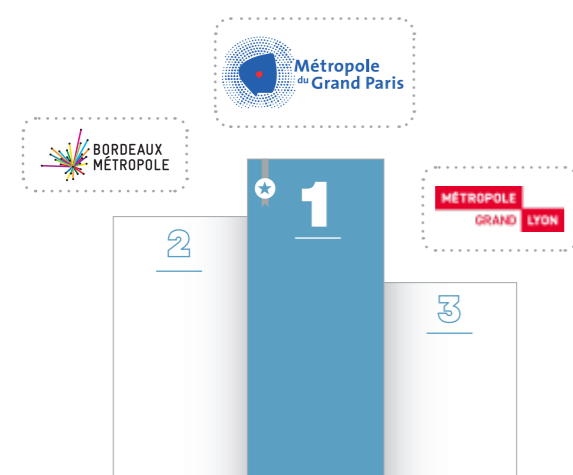 Métropole
du Grand Paris
BORDEAUX
MÉTROPOLE
1
MÉTROPOLE
GRAND LYON
2
3